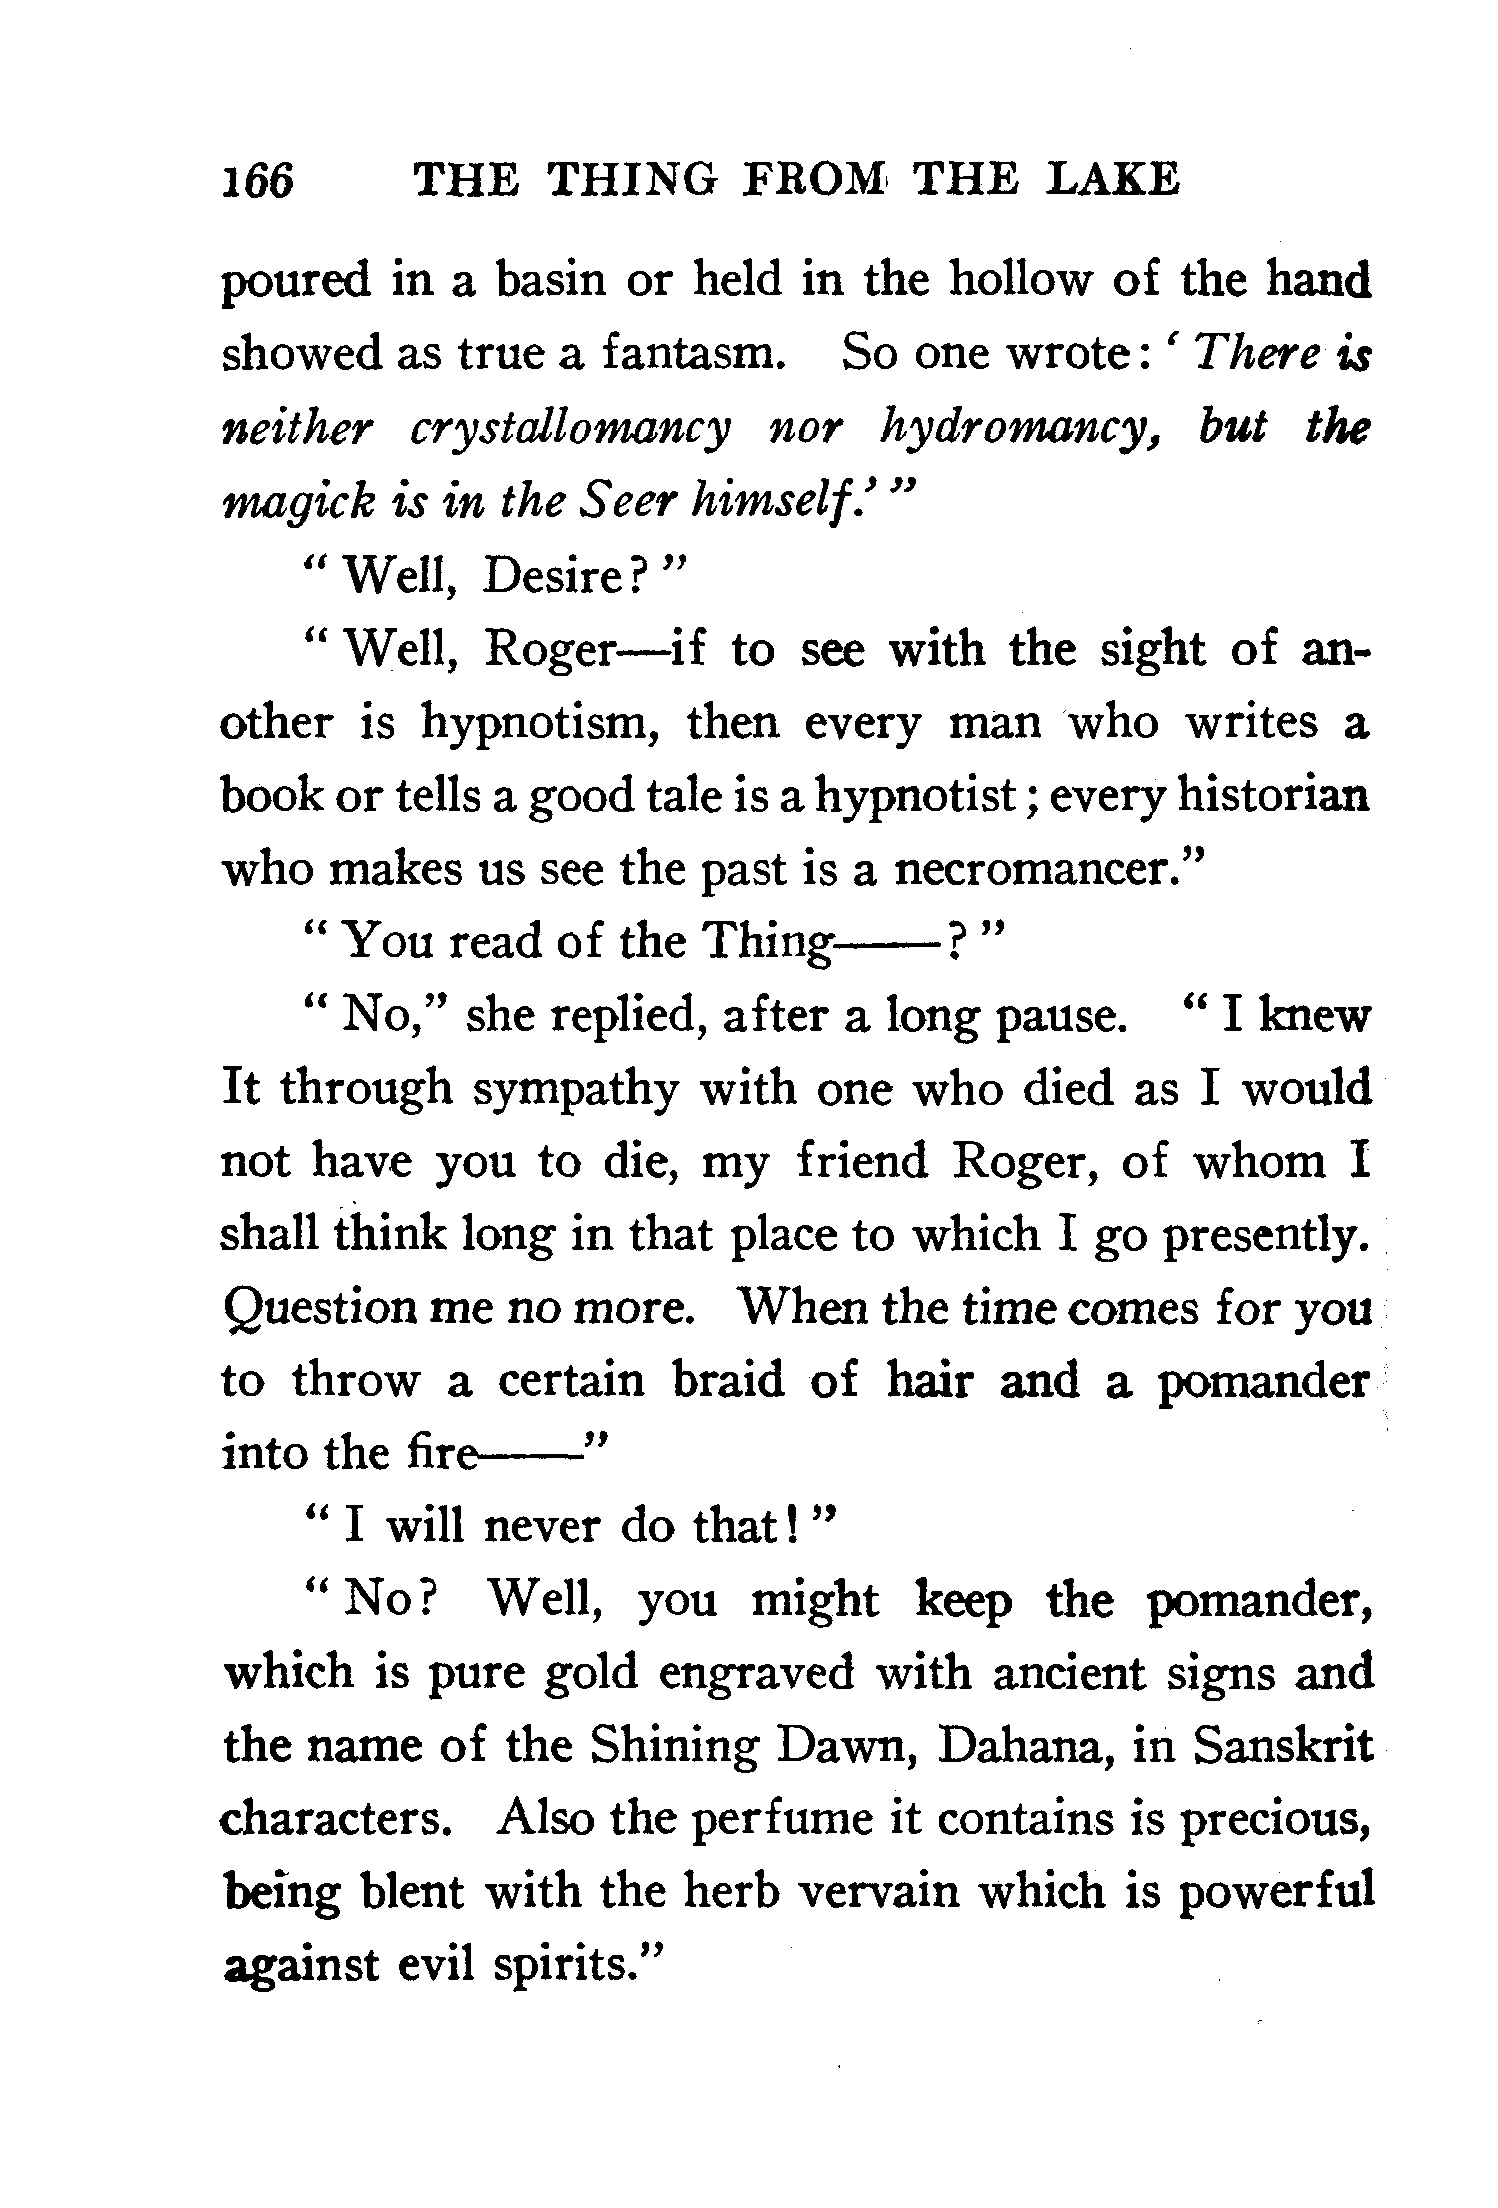 166 THE THING FROM THE LAKE
poured in a basin or held in the hollow of the hand
showed as true a fantasm. So one wrote: ‘ There is
neither crystallomancy nor hydromancy, but the
magick is in the Seer himself.’ ”
“ Well, Desire? ”
“ Well, Roger—if to see with the sight of an-
other is hypnotism, then every man who writes a
book or tells a good tale is a hypnotist; every historian
who makes us see the past is a necromancer.”
“ You read of the Thing——? ”
“ No,” she replied, after a long pause. “ I knew
It through sympathy with one who died as I would
not have you to die, my friend Roger, of whom I
shall think long in that place to which I go presently.
Question me no more. When the time comes for you
to throw a certain braid of hair and a pomander
into the fire——”
“ I will never do that! ”
“ No? Well, you might keep the pomander,
which is pure gold engraved with ancient signs and
the name of the Shining Dawn, Dahana, in Sanskrit
characters. Also the perfume it contains is precious,
being blent with the herb vervain which is powerful
against evil spirits.”